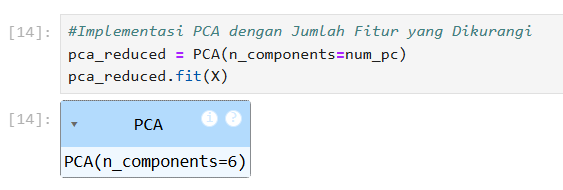 [14]: #Implementasi PCA dengan Jumlah Fitur yang Dikurangi
pca_reduced = PCA(n_components=num_pc)
pca_reduced.fit(X)
[14]: ▾ PCA i ?
PCA(n_components=6)